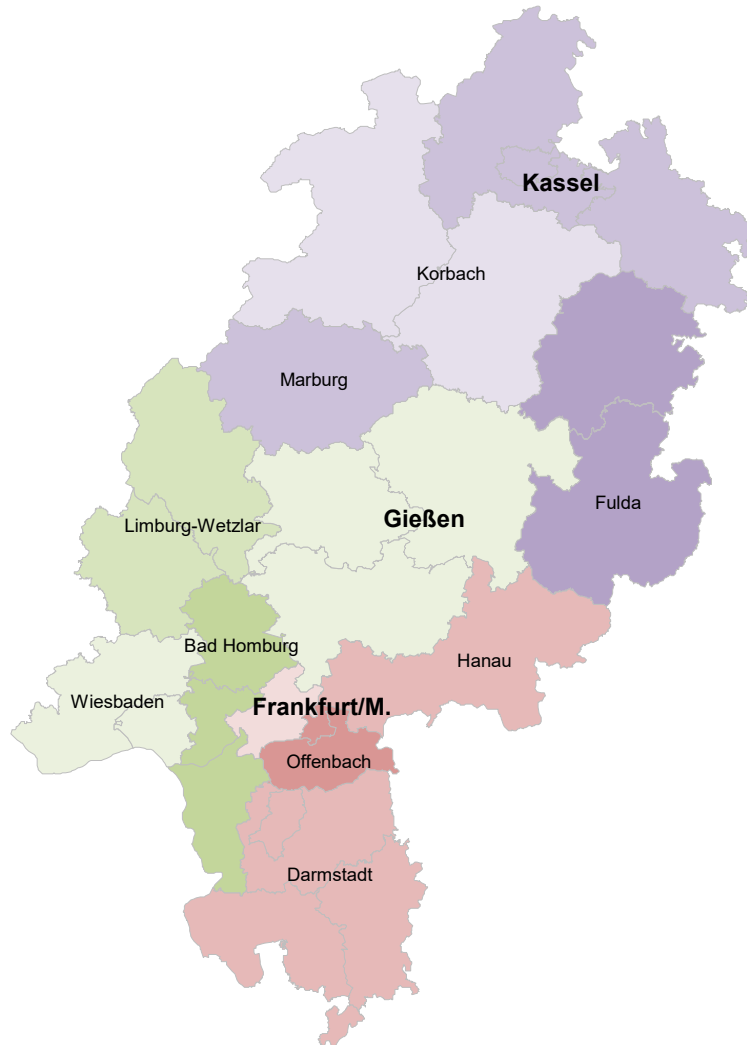 Kassel
Korbach
Marburg
Gießen
Fulda
Limburg-Wetzlar
Bad Homburg
Hanau
Wiesbaden
Frankfurt/M.
Offenbach
Darmstadt